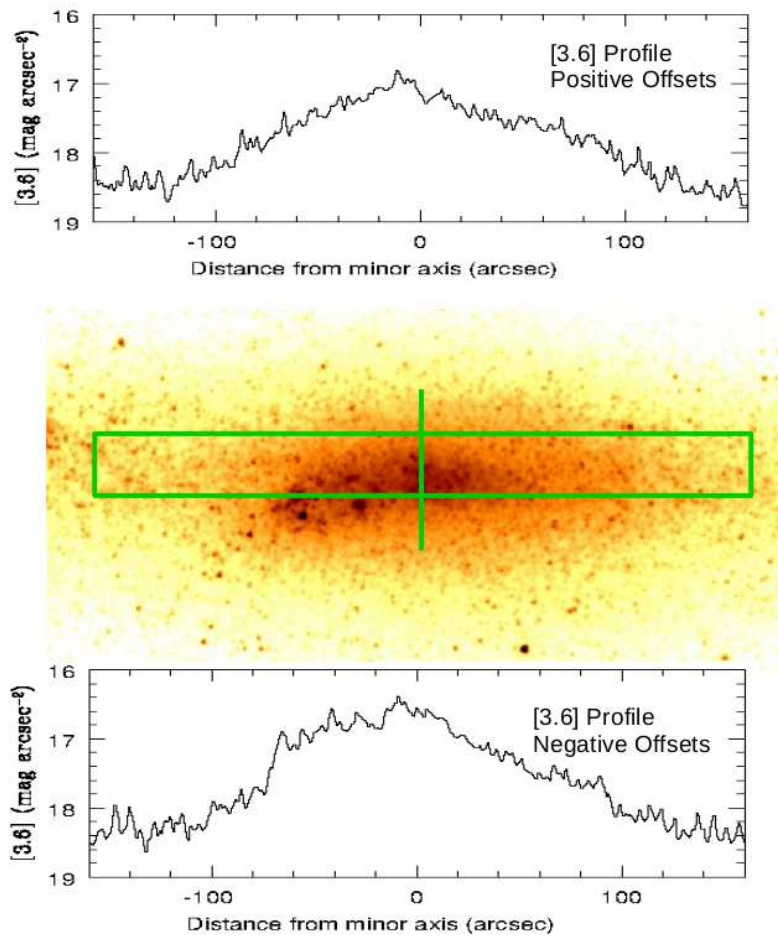 16
17
18
19
[3.6] (mag arcsec⁻²)
[3.6] Profile
Positive Offsets
-100 0 100
Distance from minor axis (arcsec)
16
17
18
19
[3.6] (mag arcsec⁻²)
[3.6] Profile
Negative Offsets
-100 0 100
Distance from minor axis (arcsec)